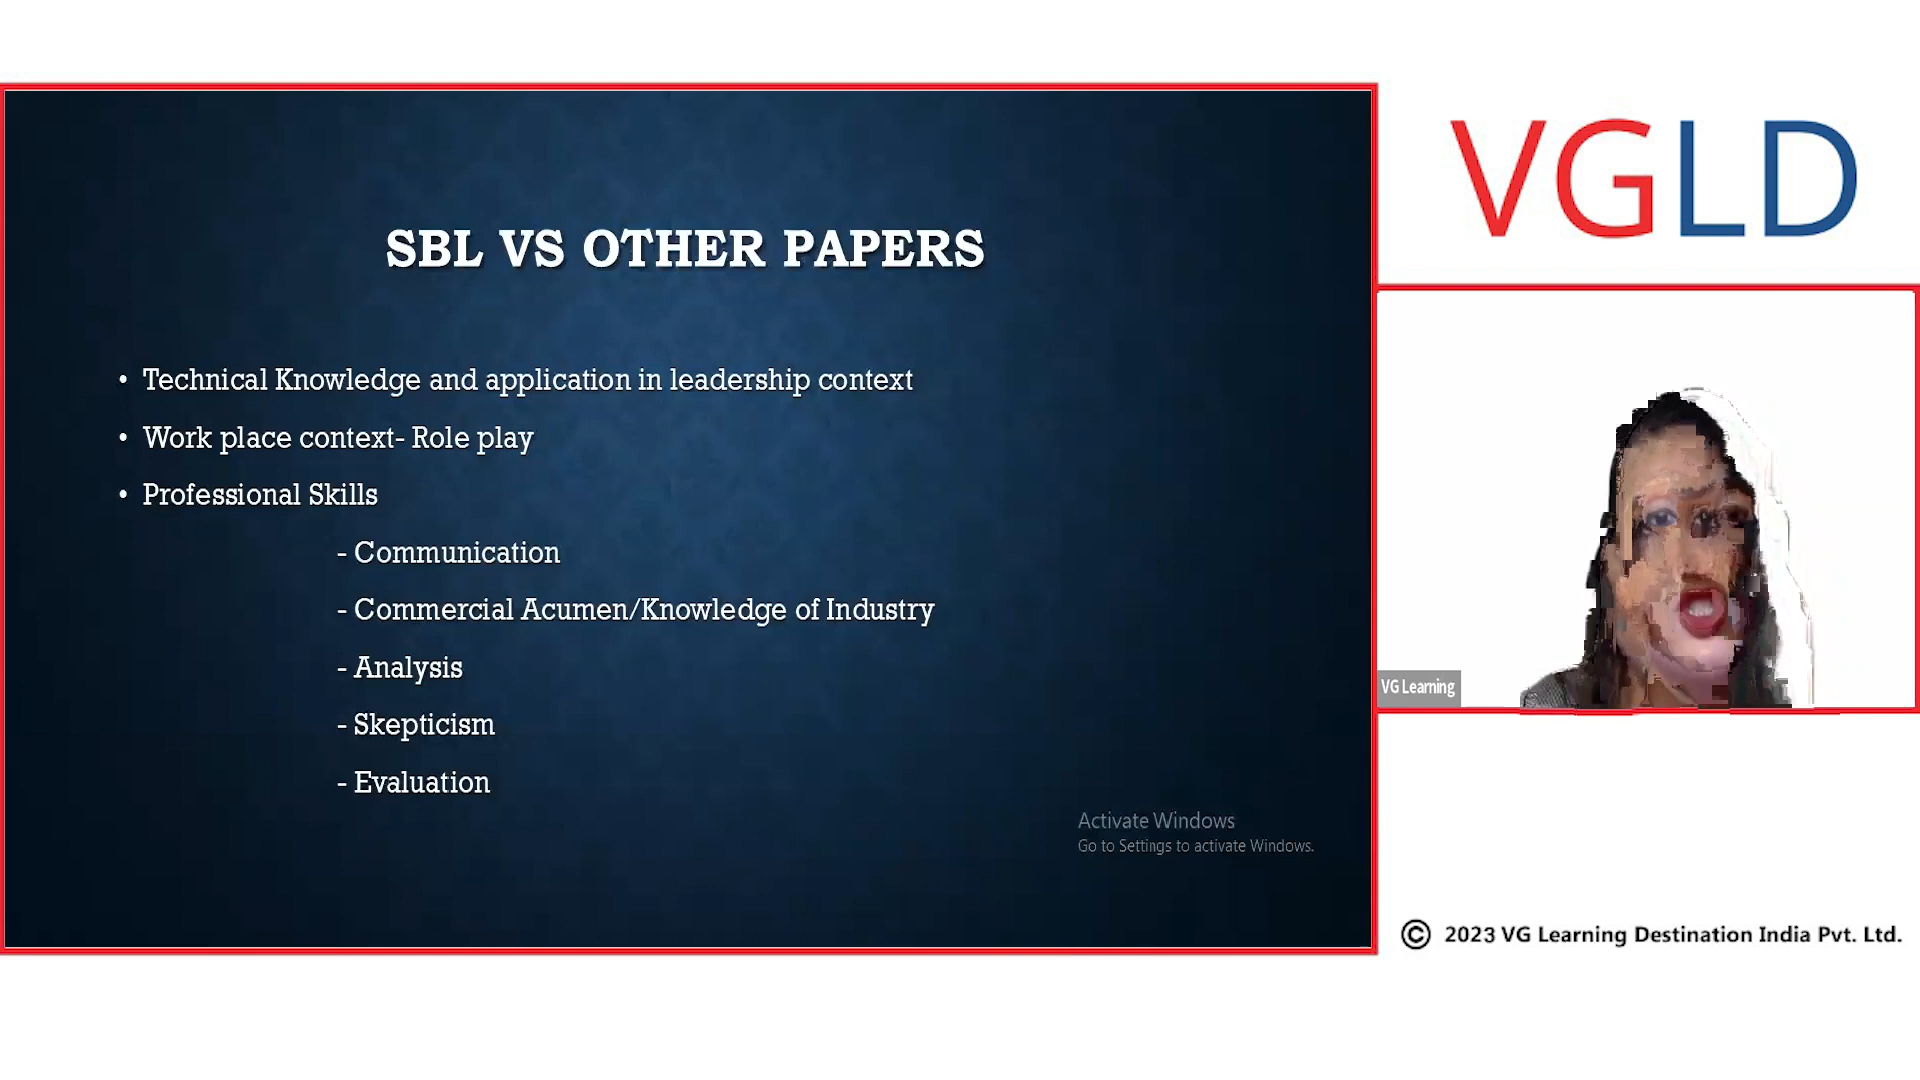 SBL VS OTHER PAPERS
• Technical Knowledge and application in leadership context
• Work place context- Role play
• Professional Skills
- Communication
- Commercial Acumen/Knowledge of Industry
- Analysis
- Skepticism
- Evaluation
Activate Windows
Go to Settings to activate Windows.
VGLD
VG Learning
© 2023 VG Learning Destination India Pvt. Ltd.